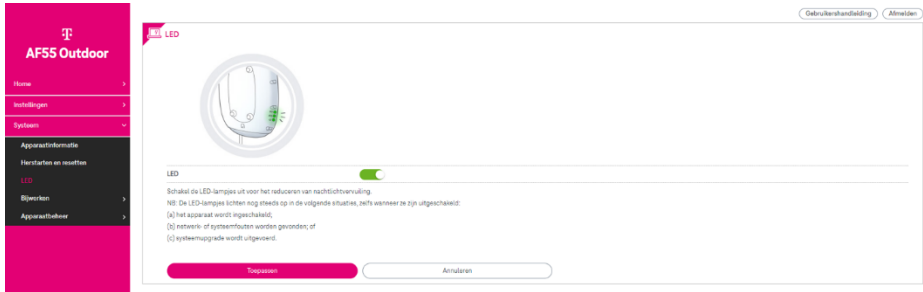 Gebruikershandleiding Afmelden
T
AF55 Outdoor
LED
Home
Instellingen
Systeem
Apparaatinformatie
Herstarten en resetten
LED
Bijwerken
Apparaatbeheer
LED
Schakel de LED-lampjes uit voor het reduceren van nachtlichtvervuiling.
NB: De LED-lampjes lichten nog steeds op in de volgende situaties, zelfs wanneer ze zijn uitgeschakeld:
(a) het apparaat wordt ingeschakeld;
(b) netwerk- of systeemfouten worden gevonden; of
(c) systeemupgrade wordt uitgevoerd.
Toepassen Annuleren